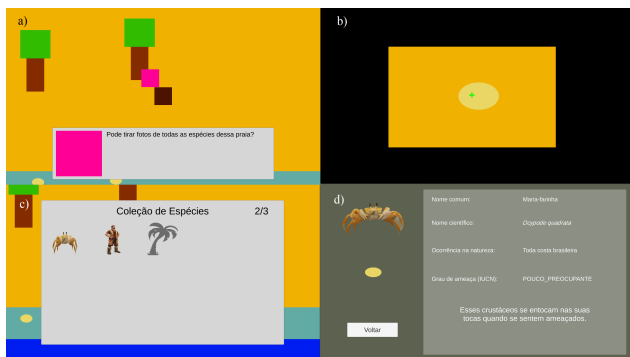 a)
Pode tirar fotos de todas as espécies dessa praia?
b)
c)
Coleção de Espécies 2/3
d)
Nome comum: Maria-farinha
Nome científico: Ocypode quadrata
Ocorrência na natureza: Toda costa brasileira
Grau de ameaça (IUCN): POUCO_PREOCUPANTE
Esses crustáceos se entocam nas suas
tocas quando se sentem ameaçados.
Voltar